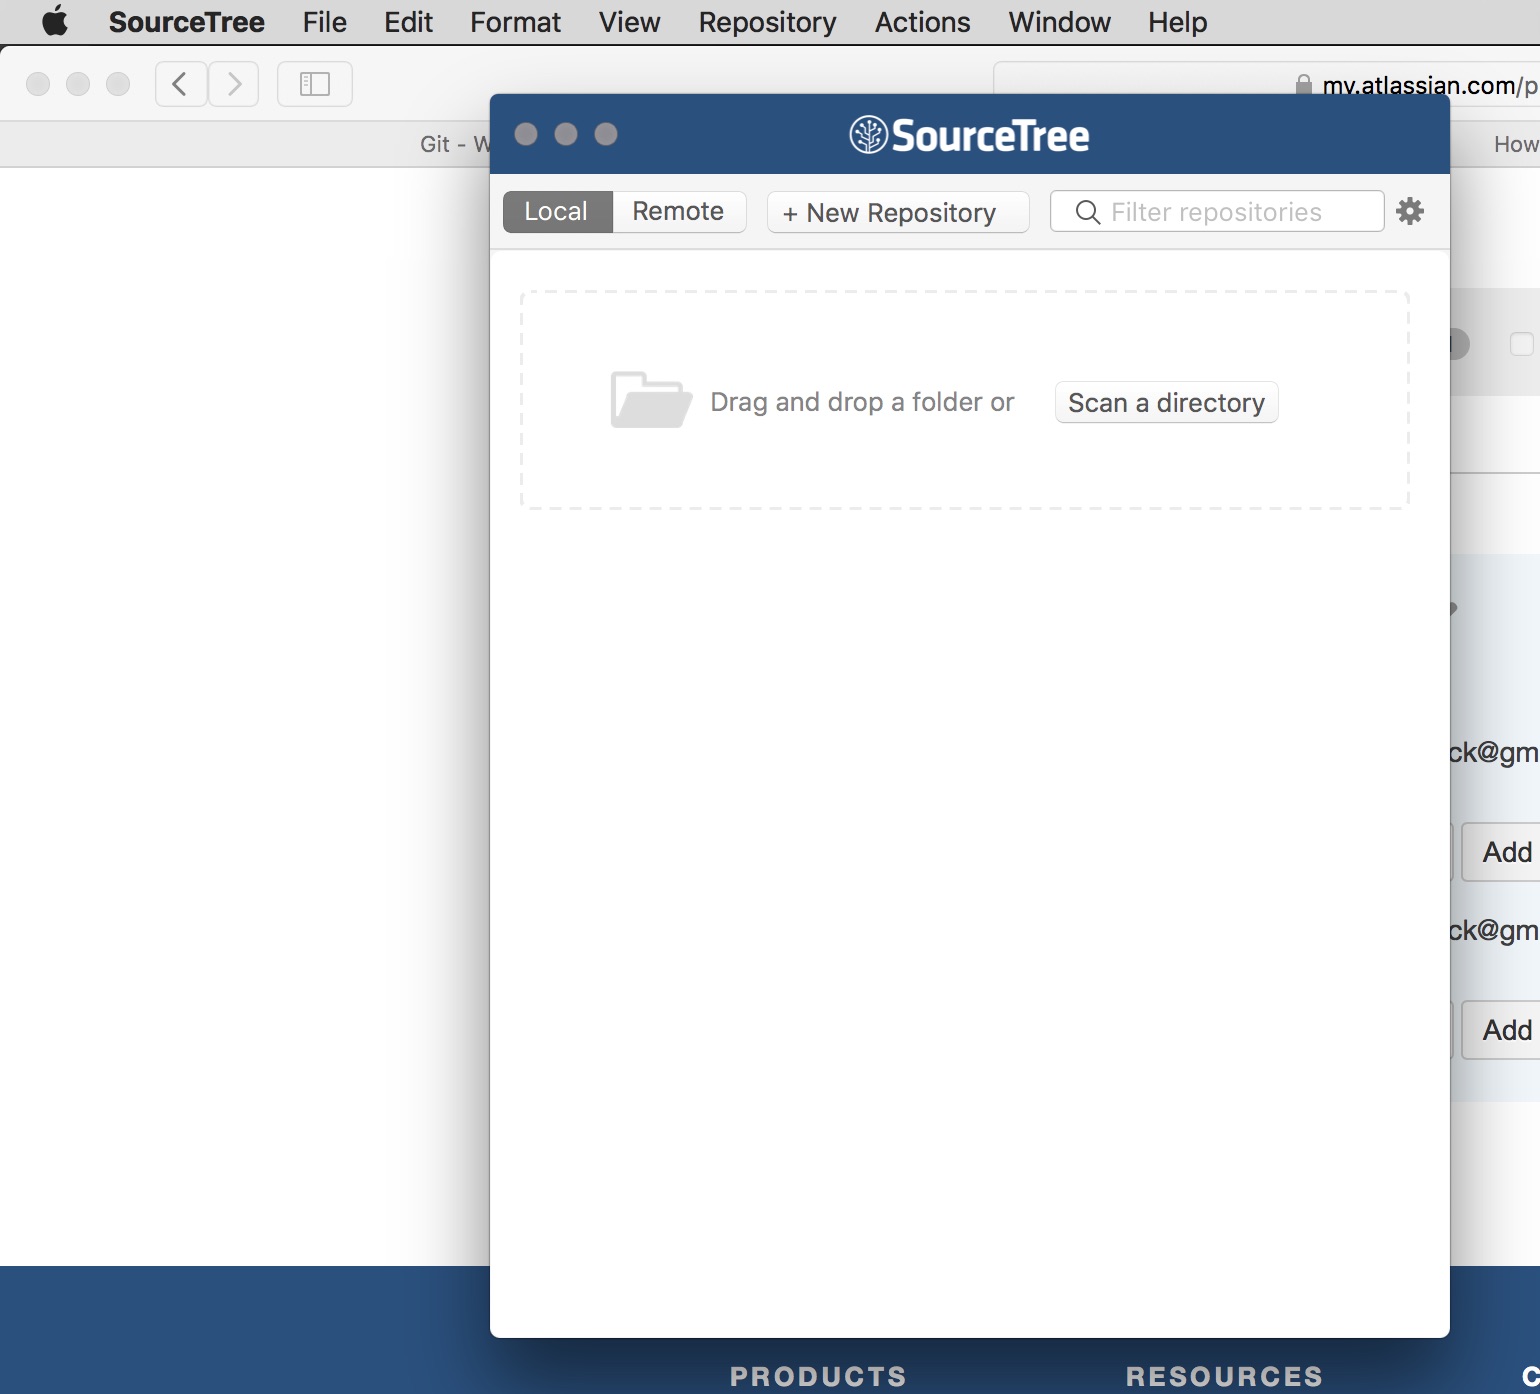 SourceTree File Edit Format View Repository Actions Window Help
my.atlassian.com/p
Git - W
How
SourceTree
Local Remote + New Repository Filter repositories
Drag and drop a folder or Scan a directory
ck@gm
Add
ck@gm
Add
PRODUCTS RESOURCES C